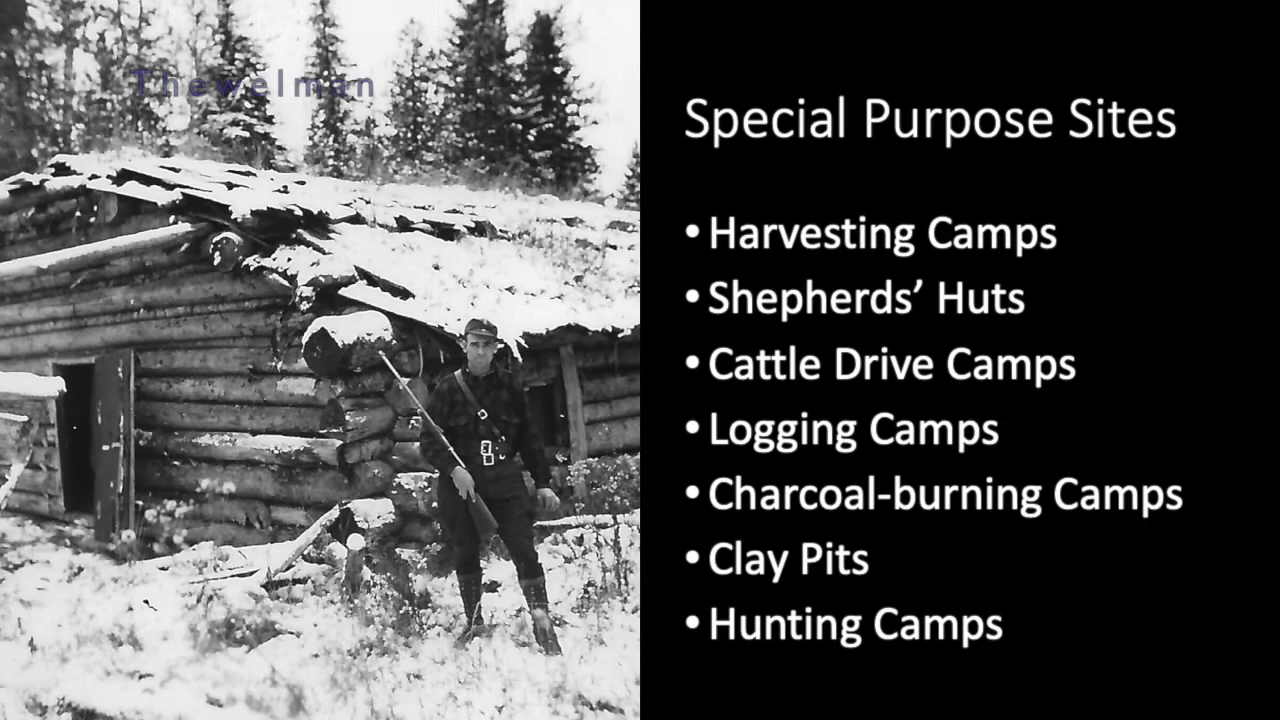 Thewelman
Special Purpose Sites
• Harvesting Camps
• Shepherds’ Huts
• Cattle Drive Camps
• Logging Camps
• Charcoal-burning Camps
• Clay Pits
• Hunting Camps